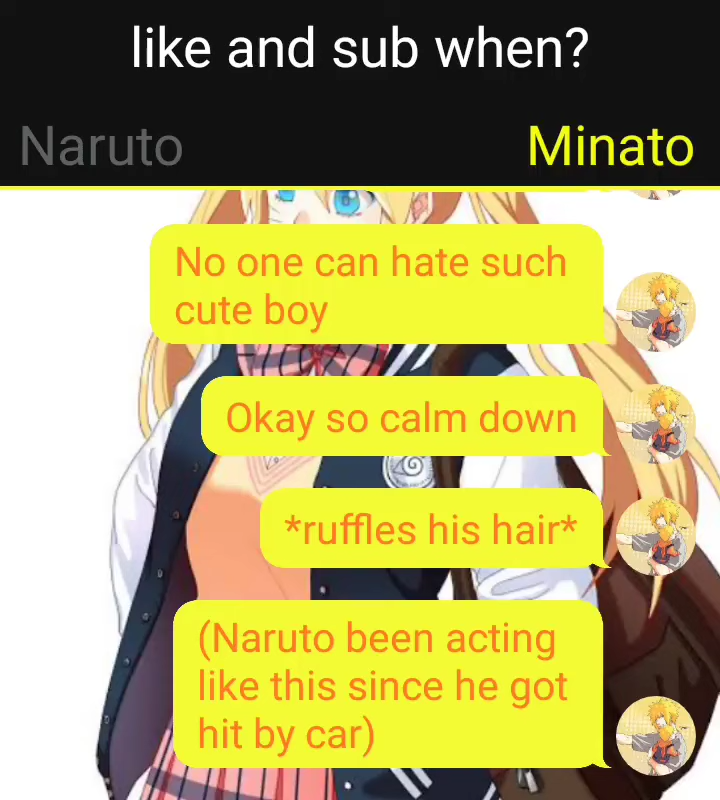 like and sub when?
Naruto
Minato
No one can hate such
cute boy
Okay so calm down
*ruffles his hair*
(Naruto been acting
like this since he got
hit by car)